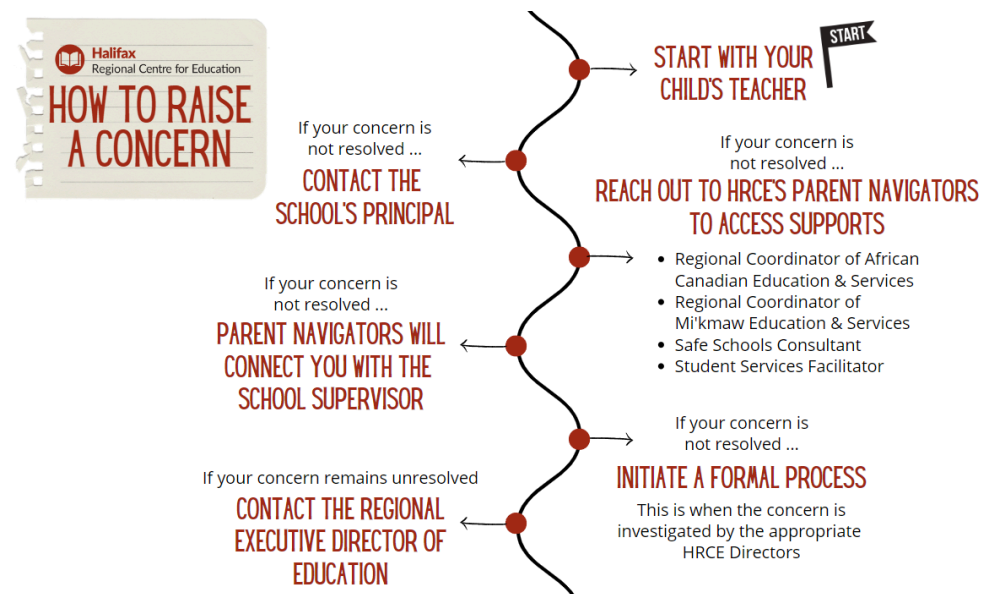 Halifax
Regional Centre for Education
HOW TO RAISE
A CONCERN
START
START WITH YOUR
CHILD'S TEACHER
If your concern is
not resolved ...
CONTACT THE
SCHOOL'S PRINCIPAL
If your concern is
not resolved ...
REACH OUT TO HRCE'S PARENT NAVIGATORS
TO ACCESS SUPPORTS
• Regional Coordinator of African
Canadian Education & Services
• Regional Coordinator of
Mi'kmaw Education & Services
• Safe Schools Consultant
• Student Services Facilitator
If your concern is
not resolved ...
PARENT NAVIGATORS WILL
CONNECT YOU WITH THE
SCHOOL SUPERVISOR
If your concern is
not resolved ...
INITIATE A FORMAL PROCESS
This is when the concern is
investigated by the appropriate
HRCE Directors
If your concern remains unresolved
CONTACT THE REGIONAL
EXECUTIVE DIRECTOR OF
EDUCATION